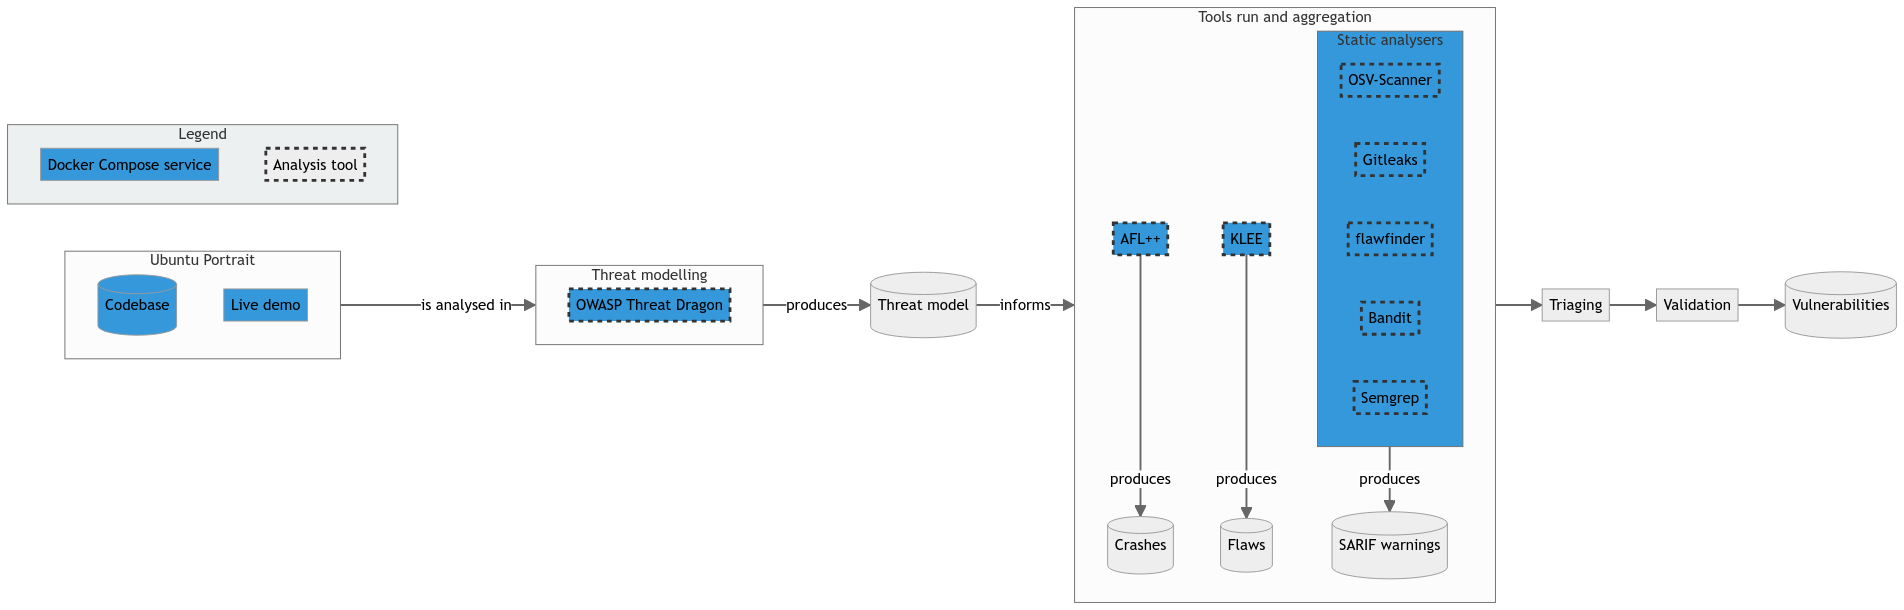 Legend
Docker Compose service
Analysis tool
Ubuntu Portrait
Codebase
Live demo
is analysed in
Threat modelling
OWASP Threat Dragon
produces
Threat model
informs
Tools run and aggregation
Static analysers
OSV-Scanner
Gitleaks
AFL++
KLEE
flawfinder
Bandit
Semgrep
produces
produces
produces
Crashes
Flaws
SARIF warnings
Triaging
Validation
Vulnerabilities